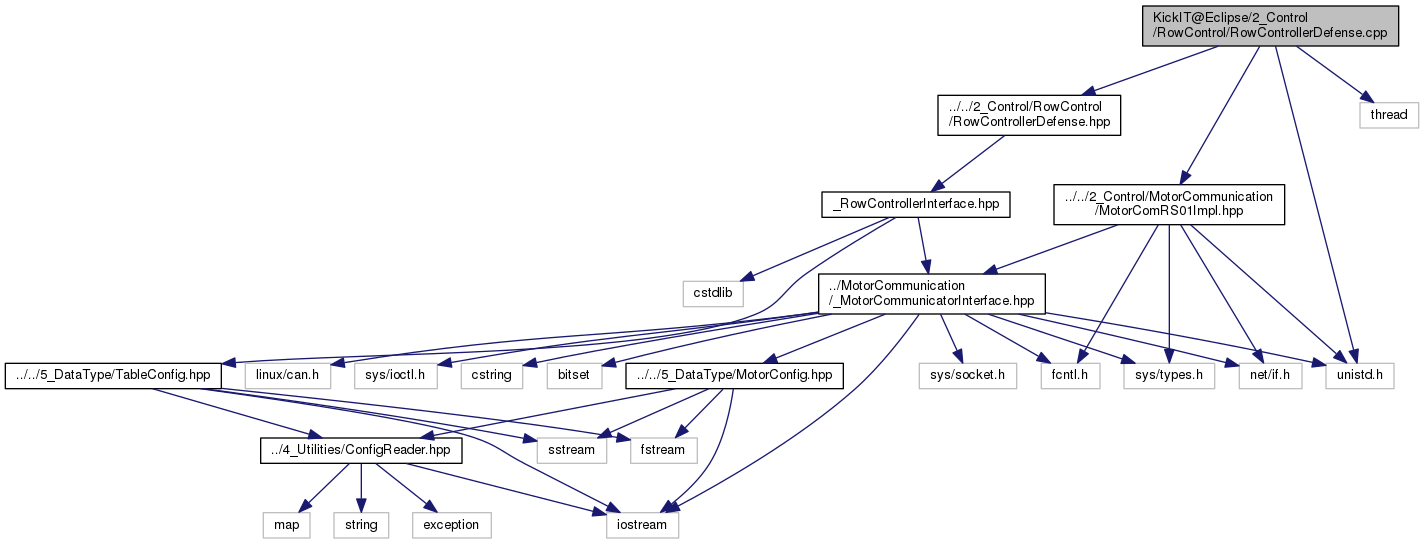 KickIT@Eclipse/2_Control
/RowControl/RowControllerDefense.cpp
../../2_Control/RowControl
/RowControllerDefense.hpp
thread
_RowControllerInterface.hpp
../../2_Control/MotorCommunication
/MotorComRS01Impl.hpp
cstdlib
../MotorCommunication
/_MotorCommunicatorInterface.hpp
../../5_DataType/TableConfig.hpp
linux/can.h
sys/ioctl.h
cstring
bitset
../../5_DataType/MotorConfig.hpp
sys/socket.h
fcntl.h
sys/types.h
net/if.h
unistd.h
../4_Utilities/ConfigReader.hpp
sstream
fstream
map
string
exception
iostream